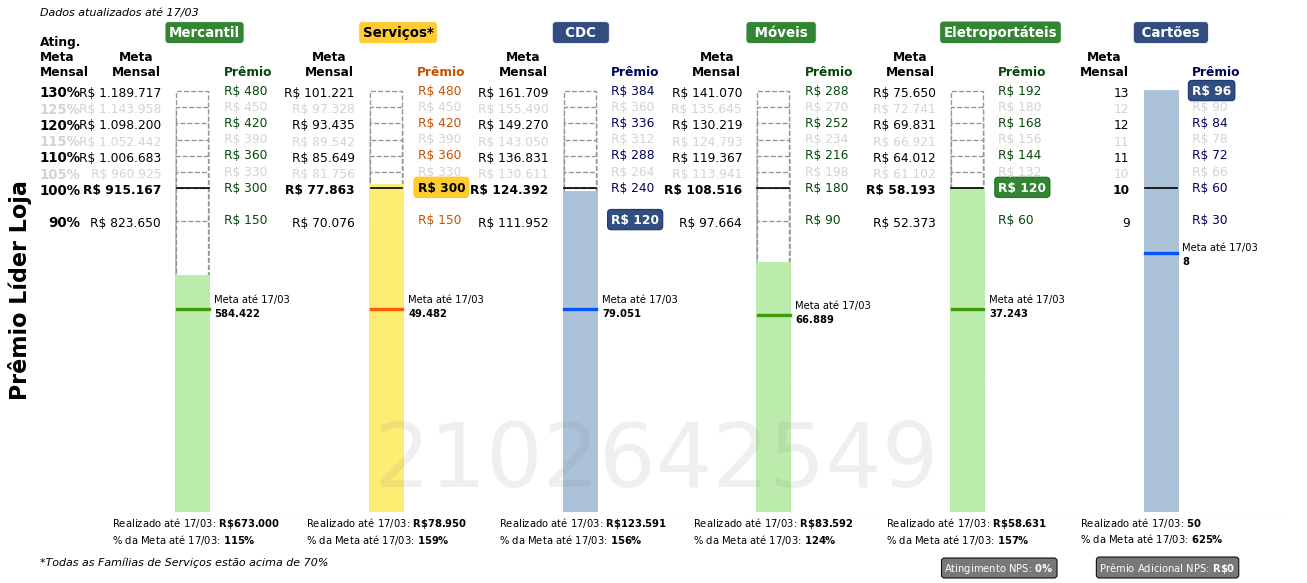 Dados atualizados até 17/03
Mercantil Serviços* CDC Móveis Eletroportáteis Cartões
Ating. Meta Mensal Meta Mensal Prêmio Meta Mensal Prêmio Meta Mensal Prêmio Meta Mensal Prêmio Meta Mensal Prêmio Meta Mensal Prêmio
130% R$ 1.189.717 R$ 480 R$ 101.221 R$ 480 R$ 161.709 R$ 384 R$ 141.070 R$ 288 R$ 75.650 R$ 192 13 R$ 96
125% R$ 1.143.958 R$ 450 R$ 97.328 R$ 450 R$ 155.490 R$ 360 R$ 135.645 R$ 270 R$ 72.741 R$ 180 12 R$ 90
120% R$ 1.098.200 R$ 420 R$ 93.435 R$ 420 R$ 149.270 R$ 336 R$ 130.219 R$ 252 R$ 69.831 R$ 168 12 R$ 84
115% R$ 1.052.442 R$ 390 R$ 89.542 R$ 390 R$ 143.050 R$ 312 R$ 124.793 R$ 234 R$ 66.921 R$ 156 11 R$ 78
110% R$ 1.006.683 R$ 360 R$ 85.649 R$ 360 R$ 136.831 R$ 288 R$ 119.367 R$ 216 R$ 64.012 R$ 144 11 R$ 72
105% R$ 960.925 R$ 330 R$ 81.756 R$ 330 R$ 130.611 R$ 264 R$ 113.941 R$ 198 R$ 61.102 R$ 132 10 R$ 66
100% R$ 915.167 R$ 300 R$ 77.863 R$ 300 R$ 124.392 R$ 240 R$ 108.516 R$ 180 R$ 58.193 R$ 120 10 R$ 60
90% R$ 823.650 R$ 150 R$ 70.076 R$ 150 R$ 111.952 R$ 120 R$ 97.664 R$ 90 R$ 52.373 R$ 60 9 R$ 30
Prêmio Líder Loja
Meta até 17/03
584.422
Meta até 17/03
49.482
Meta até 17/03
79.051
Meta até 17/03
66.889
Meta até 17/03
37.243
Meta até 17/03
8
2102642549
Realizado até 17/03: R$673.000
% da Meta até 17/03: 115%
Realizado até 17/03: R$78.950
% da Meta até 17/03: 159%
Realizado até 17/03: R$123.591
% da Meta até 17/03: 156%
Realizado até 17/03: R$83.592
% da Meta até 17/03: 124%
Realizado até 17/03: R$58.631
% da Meta até 17/03: 157%
Realizado até 17/03: 50
% da Meta até 17/03: 625%
*Todas as Famílias de Serviços estão acima de 70%
Atingimento NPS: 0%
Prêmio Adicional NPS: R$0